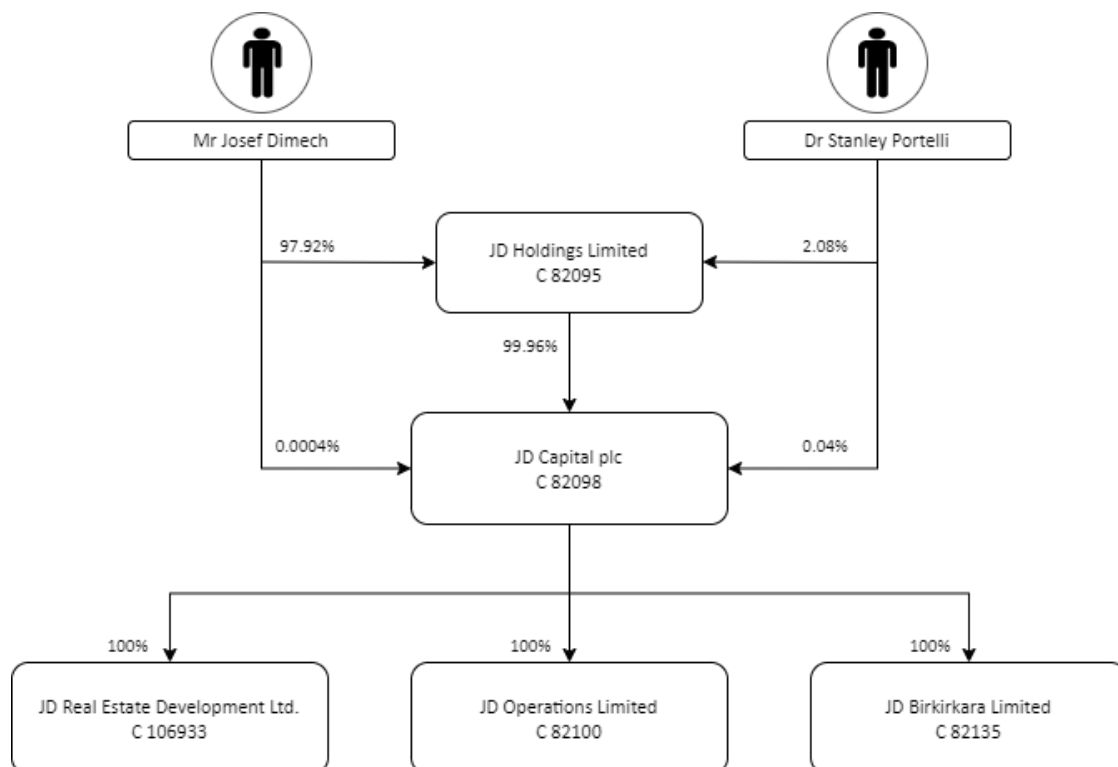 Mr Josef Dimech
Dr Stanley Portelli
97.92%
JD Holdings Limited
C 82095
2.08%
99.96%
0.0004%
JD Capital plc
C 82098
0.04%
100%
100%
100%
JD Real Estate Development Ltd.
C 106933
JD Operations Limited
C 82100
JD Birkirkara Limited
C 82135